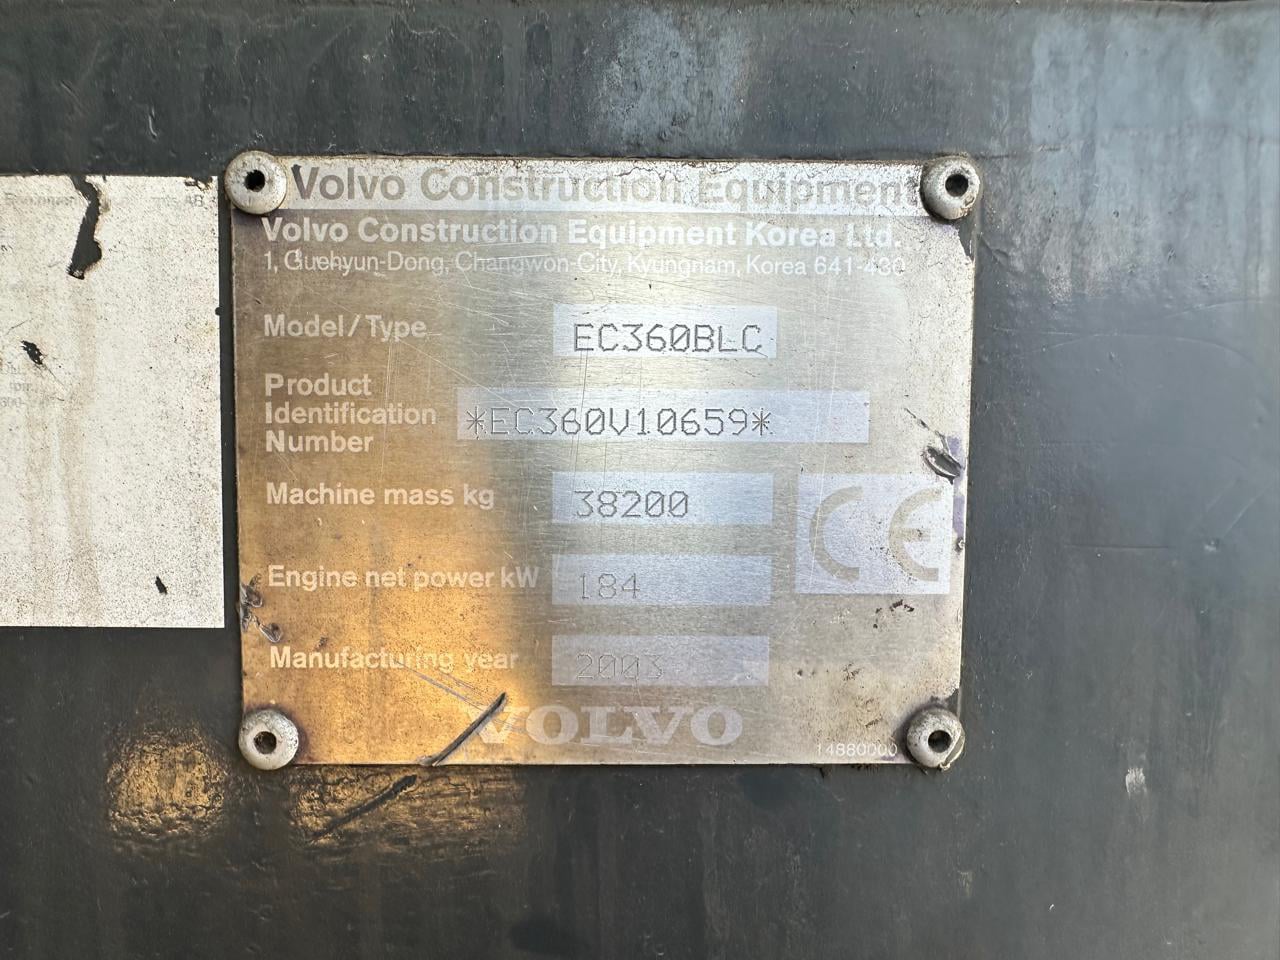 Volvo Construction Equipment
Volvo Construction Equipment Korea Ltd.
1, Guehyun-Dong, Changwon-City, Kyungnam, Korea 641-430
Model/Type EC360BLC
Product
Identification
Number *EC360V10659*
Machine mass kg 38200
CE
Engine net power kW 184
Manufacturing year 2003
VOLVO
14880000